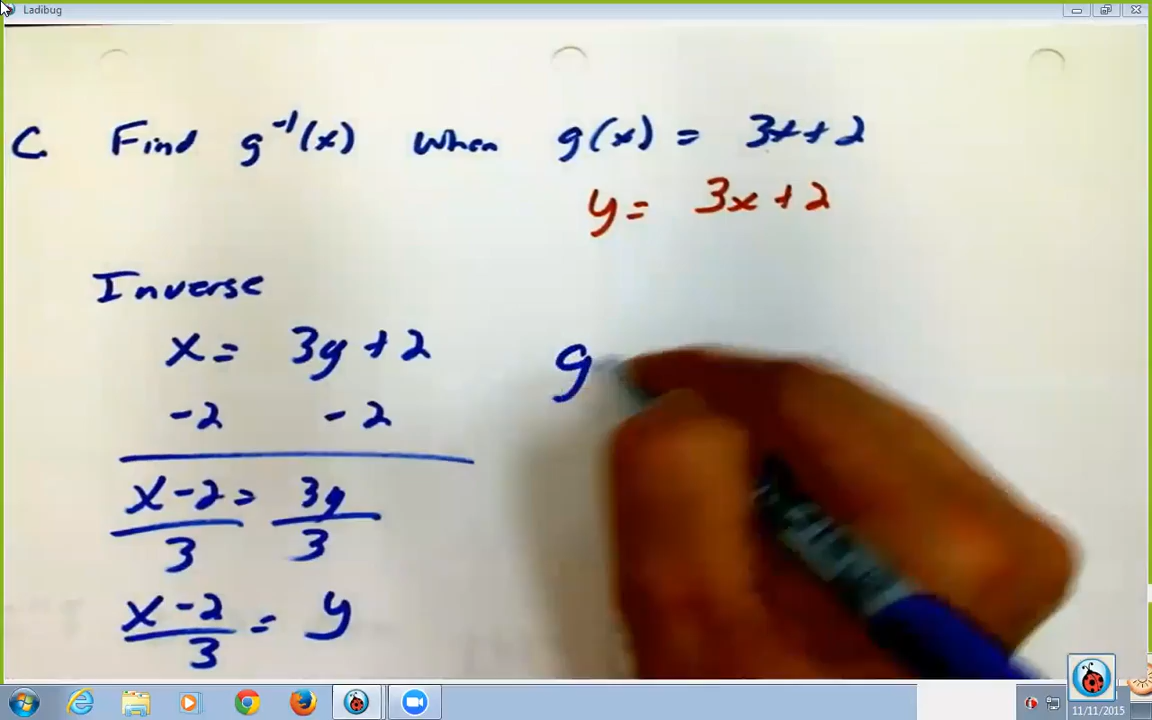 Ladibug
C. Find g⁻¹(x) when g(x) = 3x+2
y = 3x+2
Inverse
x = 3y+2
-2 -2
x-2 = 3y
3 3
x-2 = y
3
g
11/11/2015